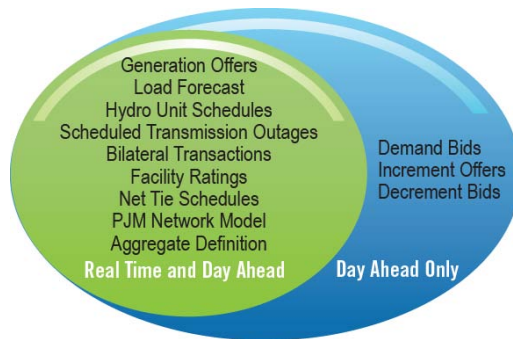 Generation Offers
Load Forecast
Hydro Unit Schedules
Scheduled Transmission Outages
Bilateral Transactions
Facility Ratings
Net Tie Schedules
PJM Network Model
Aggregate Definition
Real Time and Day Ahead
Demand Bids
Increment Offers
Decrement Bids
Day Ahead Only